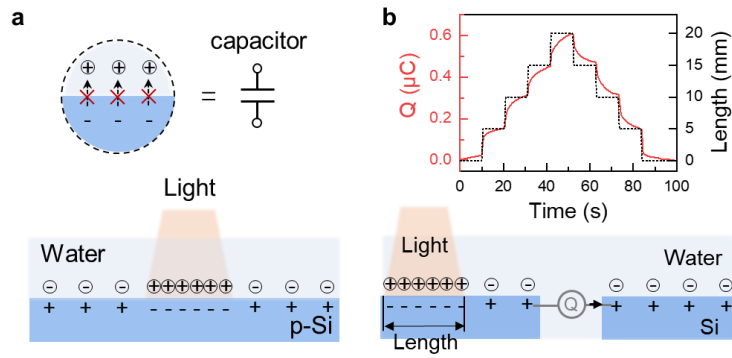 a
capacitor
+ + +
- - -
=
Light
Water
- - - + + + + + + - - -
+ + + - - - - - - + + +
p-Si
b
Q (μC)
0.6
0.4
0.2
0.0
20
15
10
5
0
Length (mm)
0 20 40 60 80 100
Time (s)
Light
Water
+ + + + + + - - - - - -
- - - - - - + + Q + + + +
Length
Si